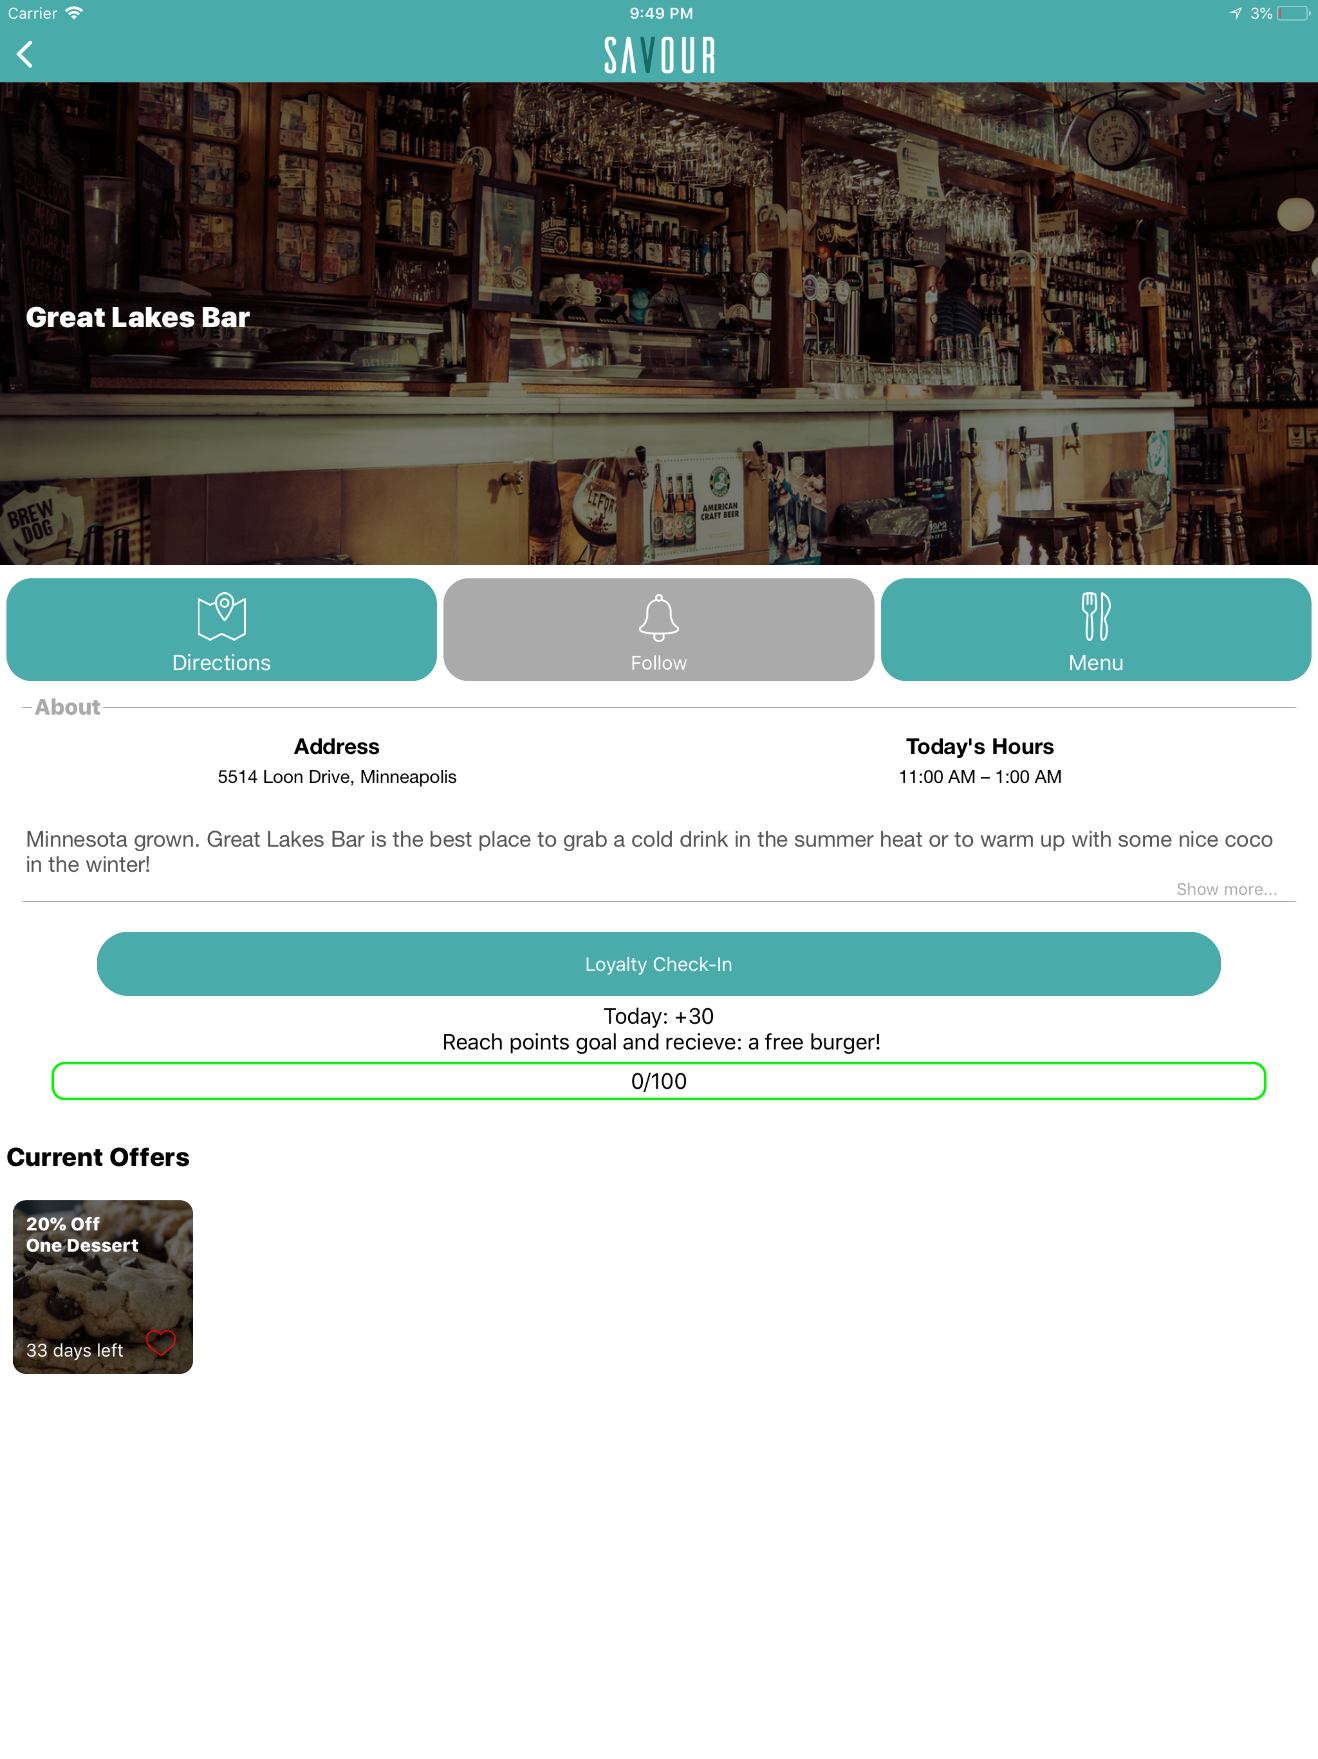 Carrier
9:49 PM
3%
SAVOUR
Great Lakes Bar
BREW
DOG
AMERICAN
CRAFT BEER
Directions
Follow
Menu
About
Address
5514 Loon Drive, Minneapolis
Today's Hours
11:00 AM – 1:00 AM
Minnesota grown. Great Lakes Bar is the best place to grab a cold drink in the summer heat or to warm up with some nice coco
in the winter!
Show more...
Loyalty Check-In
Today: +30
Reach points goal and recieve: a free burger!
0/100
Current Offers
20% Off
One Dessert
33 days left